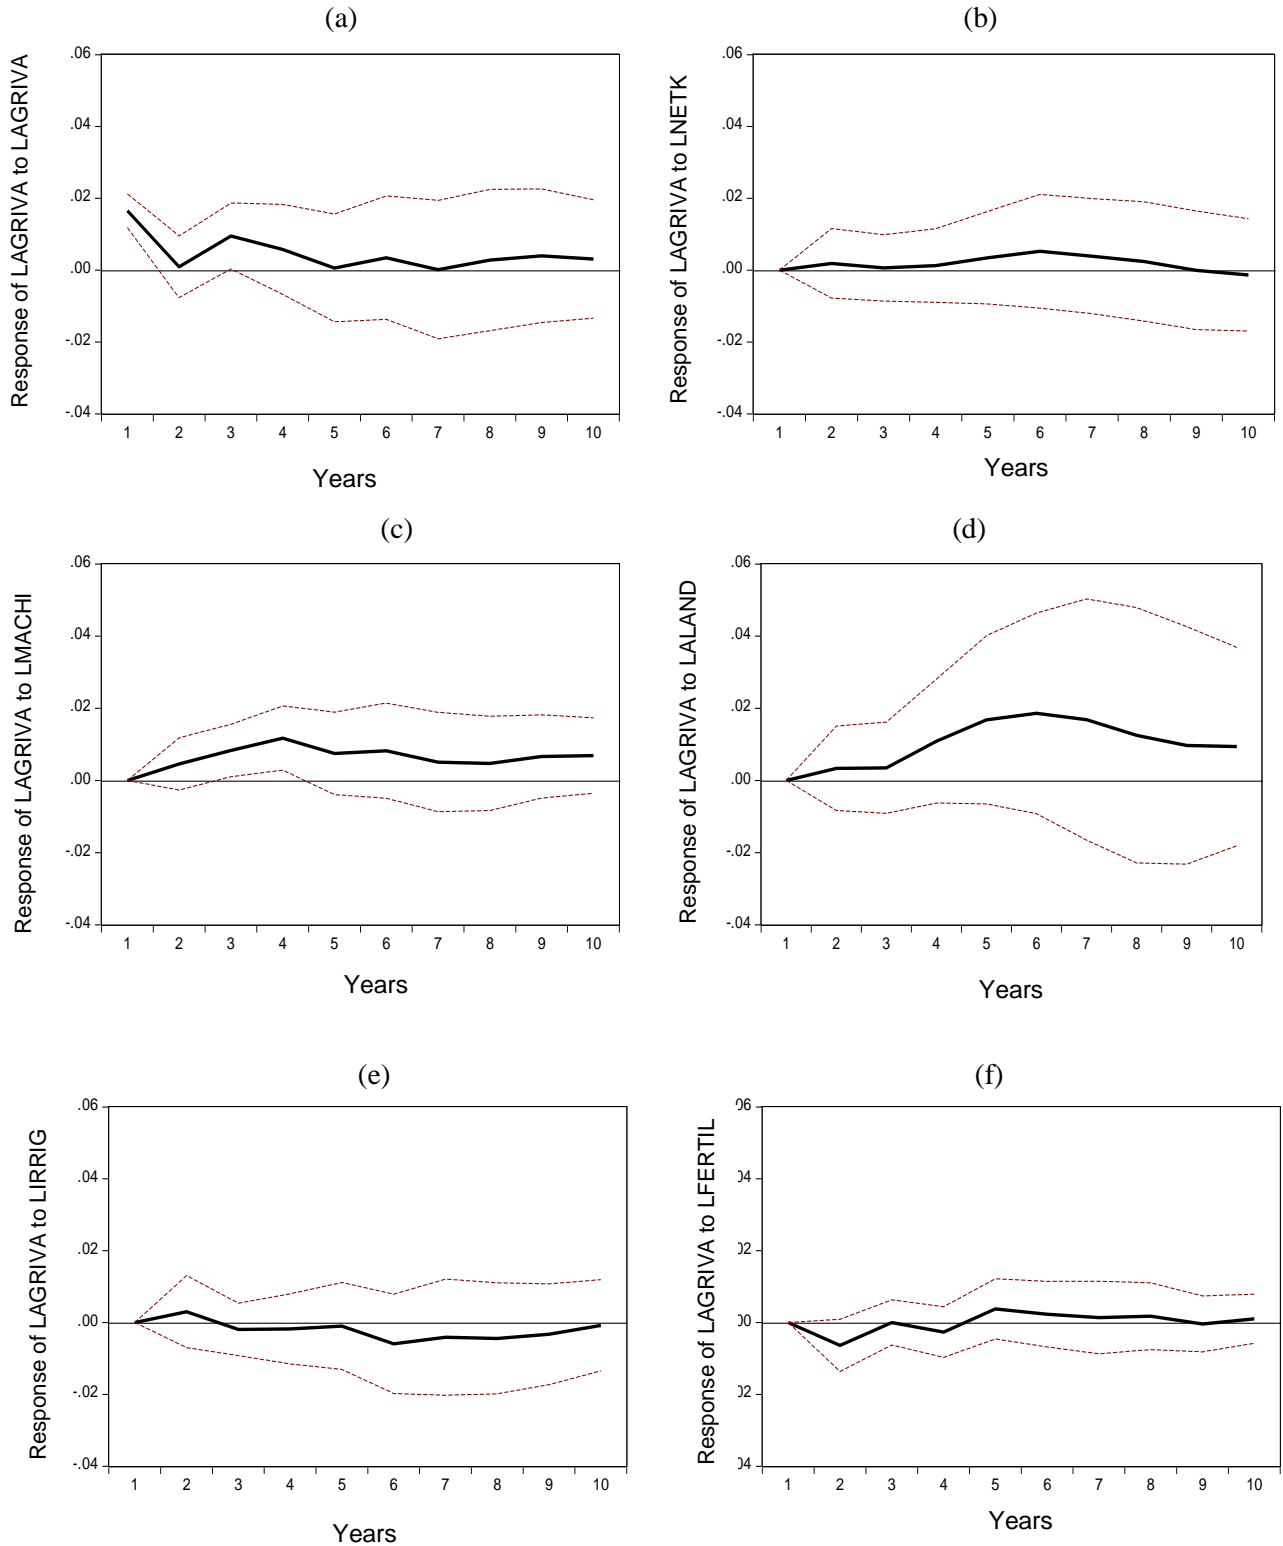 (a)
Response of LAGRIVA to LAGRIVA
.06
.04
.02
.00
-.02
-.04
1 2 3 4 5 6 7 8 9 10
Years
(b)
Response of LAGRIVA to LNETK
.06
.04
.02
.00
-.02
-.04
1 2 3 4 5 6 7 8 9 10
Years
(c)
Response of LAGRIVA to LMACHI
.06
.04
.02
.00
-.02
-.04
1 2 3 4 5 6 7 8 9 10
Years
(d)
Response of LAGRIVA to LALAND
.06
.04
.02
.00
-.02
-.04
1 2 3 4 5 6 7 8 9 10
Years
(e)
Response of LAGRIVA to LIRRIG
.06
.04
.02
.00
-.02
-.04
1 2 3 4 5 6 7 8 9 10
Years
(f)
Response of LAGRIVA to LFERTIL
06
04
02
00
02
04
1 2 3 4 5 6 7 8 9 10
Years